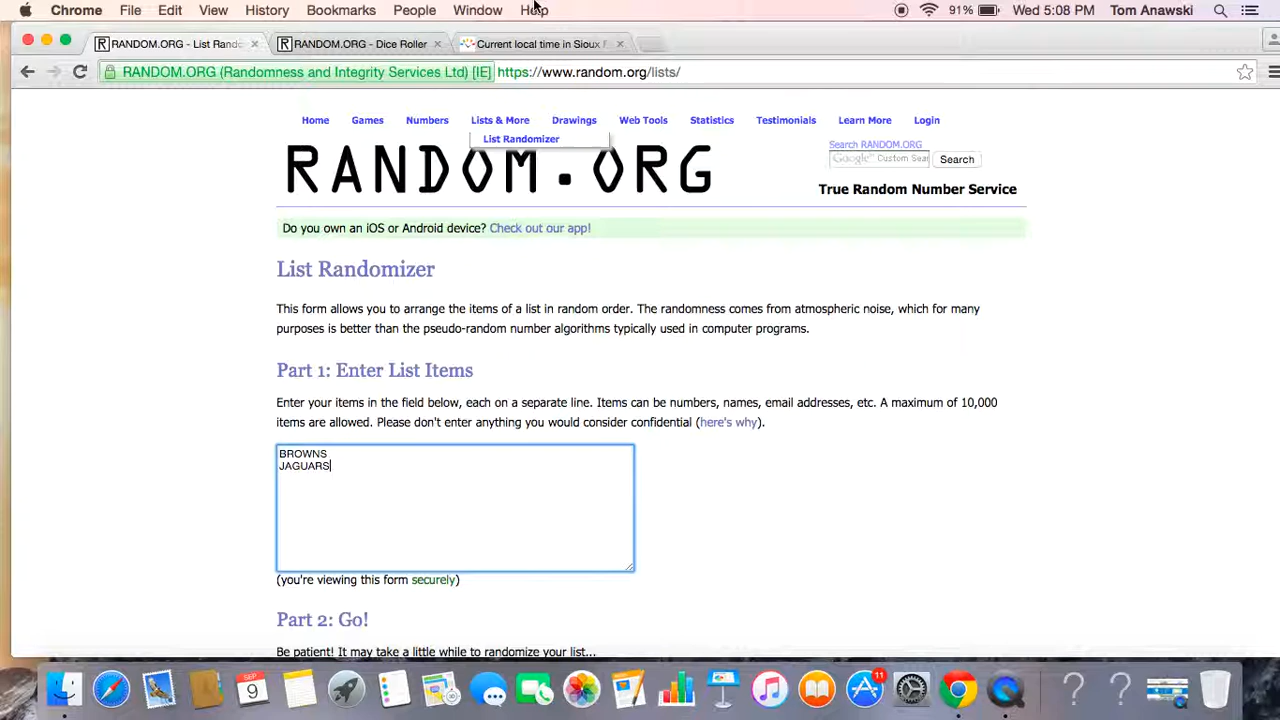 Chrome File Edit View History Bookmarks People Window Help 91% Wed 5:08 PM Tom Anawski
RANDOM.ORG - List Rando RANDOM.ORG - Dice Roller Current local time in Sioux F
RANDOM.ORG (Randomness and Integrity Services Ltd) [IE] https://www.random.org/lists/
Home Games Numbers Lists & More Drawings Web Tools Statistics Testimonials Learn More Login
List Randomizer
Search RANDOM.ORG
Google Custom Sear Search
RANDOM.ORG
True Random Number Service
Do you own an iOS or Android device? Check out our app!
List Randomizer
This form allows you to arrange the items of a list in random order. The randomness comes from atmospheric noise, which for many
purposes is better than the pseudo-random number algorithms typically used in computer programs.
Part 1: Enter List Items
Enter your items in the field below, each on a separate line. Items can be numbers, names, email addresses, etc. A maximum of 10,000
items are allowed. Please don't enter anything you would consider confidential (here's why).
BROWNS
JAGUARS
(you're viewing this form securely)
Part 2: Go!
Be patient! It may take a little while to randomize your list...
SEP
9
11